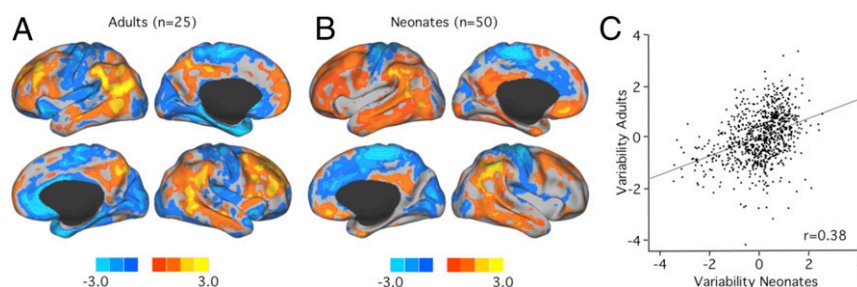 A
Adults (n=25)
B
Neonates (n=50)
C
-3.0 3.0
-3.0 3.0
Variability Adults
4
2
0
-2
-4
r=0.38
-4 -2 0 2
Variability Neonates